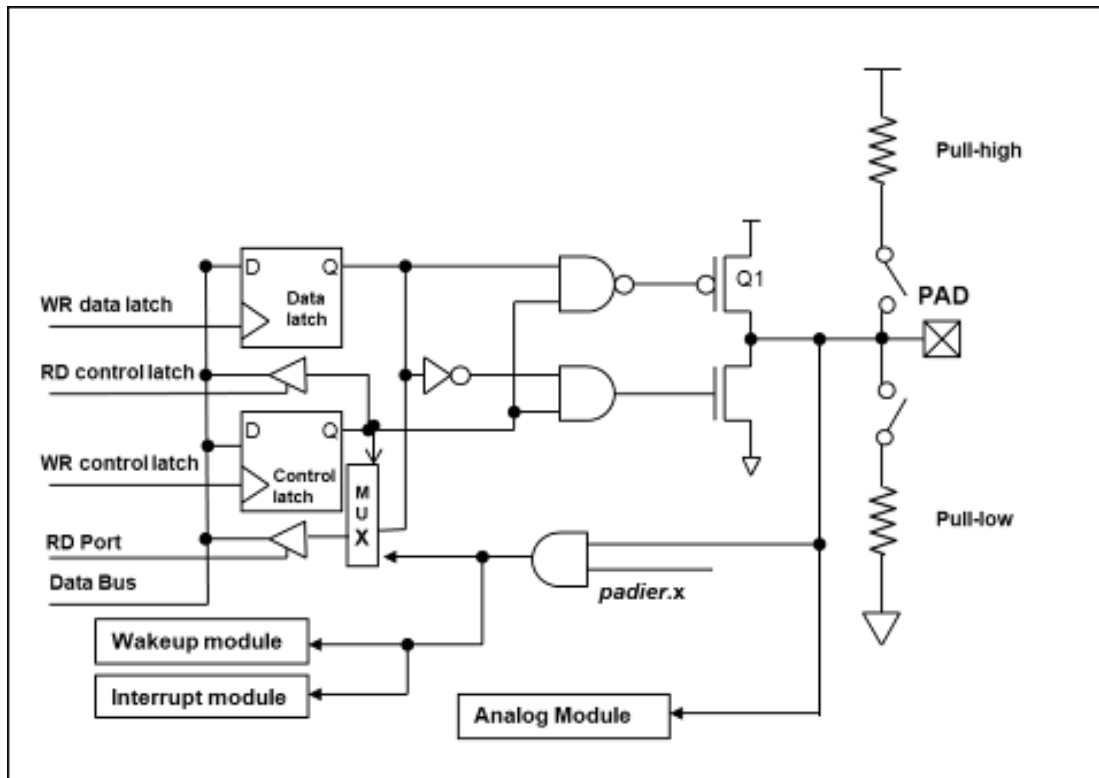 Pull-high
D
Q
Data
latch
Q1
WR data latch
PAD
RD control latch
D
Q
WR control latch
Control
latch
M
U
X
Pull-low
RD Port
Data Bus
padier.x
Wakeup module
Interrupt module
Analog Module